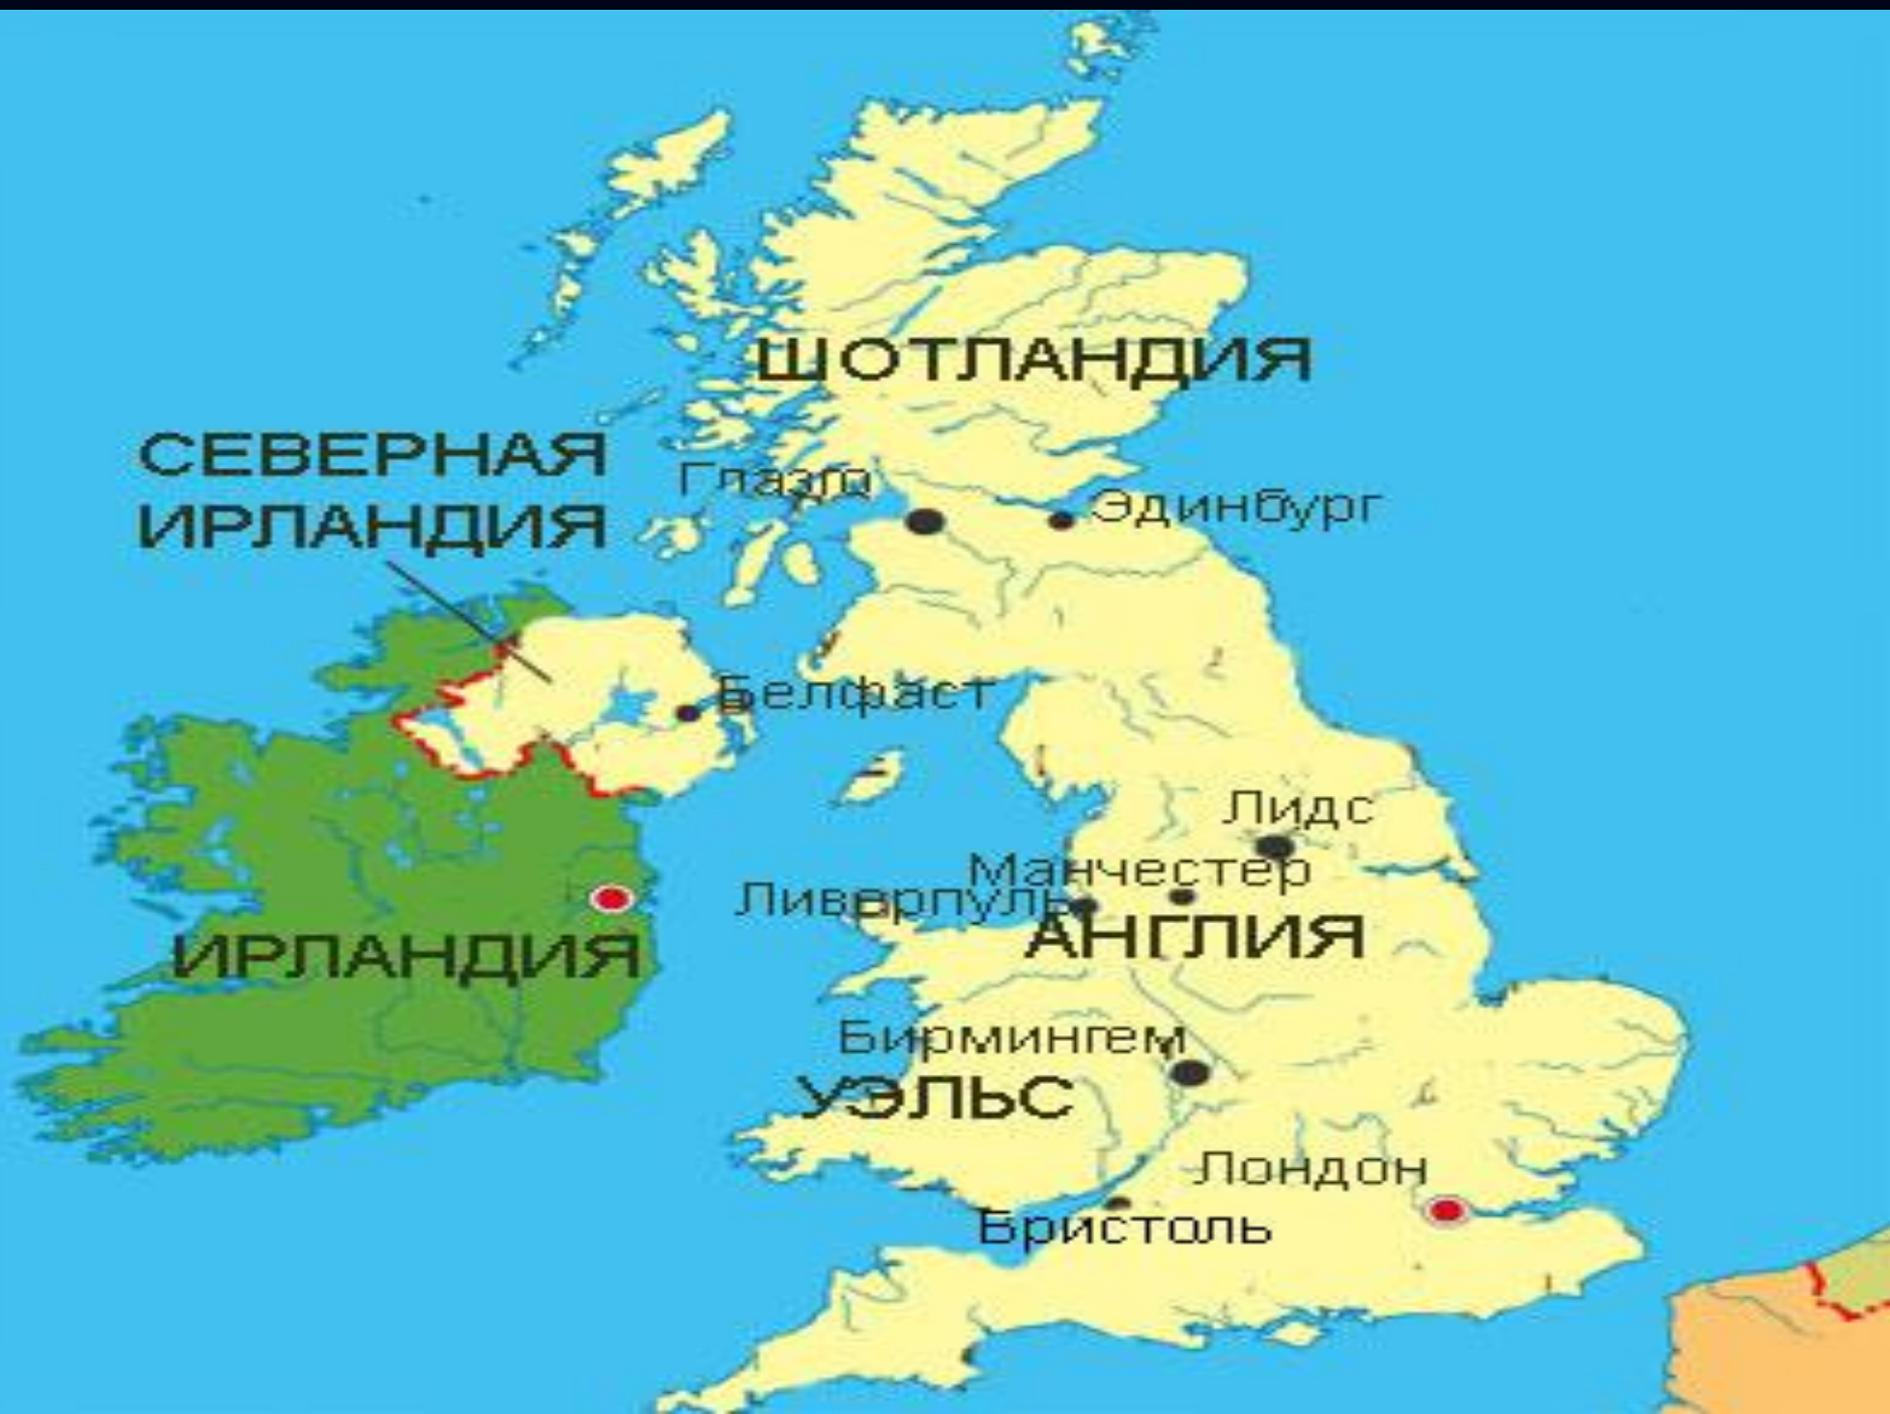 ШОТЛАНДИЯ
СЕВЕРНАЯ
ИРЛАНДИЯ
Глазго
Эдинбург
Белфаст
Лидс
Манчестер
Ливерпуль
АНГЛИЯ
ИРЛАНДИЯ
Бирмингем
УЭЛЬС
Лондон
Бристоль